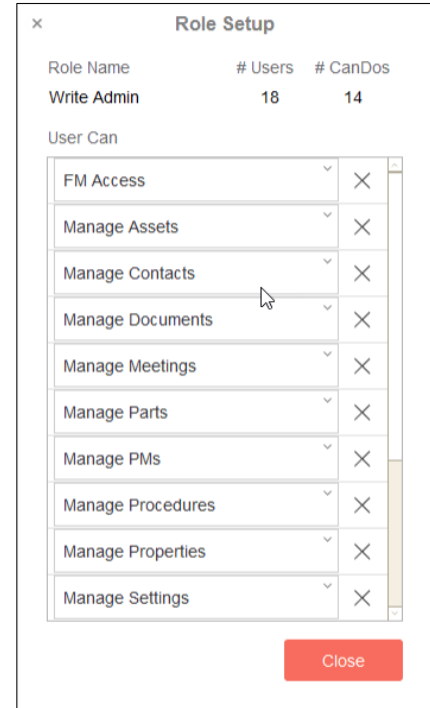 × Role Setup
Role Name # Users # CanDos
Write Admin 18 14
User Can
FM Access
Manage Assets
Manage Contacts
Manage Documents
Manage Meetings
Manage Parts
Manage PMs
Manage Procedures
Manage Properties
Manage Settings
Close